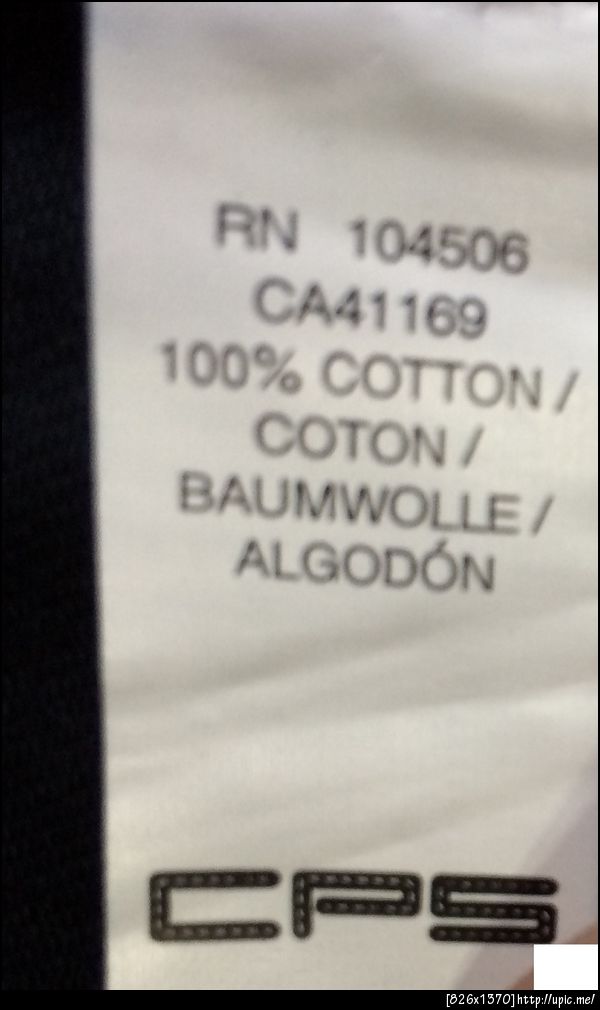 RN 104506
CA41169
100% COTTON /
COTON /
BAUMWOLLE /
ALGODÓN
CPS
[826x1370]http://upic.me/